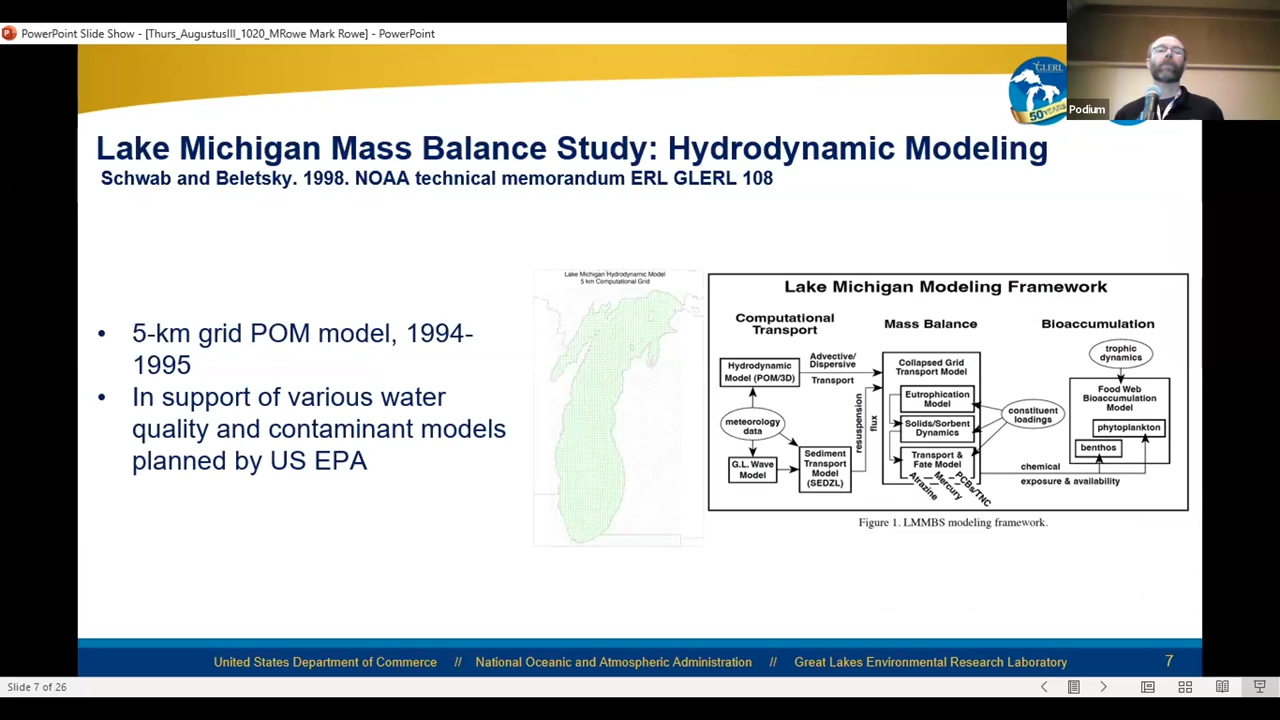 PowerPoint Slide Show - [Thurs_AugustusIII_1020_MRowe Mark Rowe] - PowerPoint
GLERL
50 YEARS
Podium
Lake Michigan Mass Balance Study: Hydrodynamic Modeling
Schwab and Beletsky. 1998. NOAA technical memorandum ERL GLERL 108
• 5-km grid POM model, 1994-
1995
• In support of various water
quality and contaminant models
planned by US EPA
Lake Michigan Hydrodynamic Model
5 km Computational Grid
Lake Michigan Modeling Framework
Computational
Transport
Mass Balance
Bioaccumulation
Hydrodynamic
Model (POM/3D)
Advective/
Dispersive
Transport
meteorology
data
G.L. Wave
Model
Sediment
Transport
Model
(SEDZL)
resuspension
flux
Collapsed Grid
Transport Model
Eutrophication
Model
Solids/Sorbent
Dynamics
Transport &
Fate Model
Atrazine
Mercury
PCBs/TNC
constituent
loadings
trophic
dynamics
Food Web
Bioaccumulation
Model
phytoplankton
benthos
chemical
exposure & availability
Figure 1. LMMBS modeling framework.
United States Department of Commerce // National Oceanic and Atmospheric Administration // Great Lakes Environmental Research Laboratory 7
Slide 7 of 26